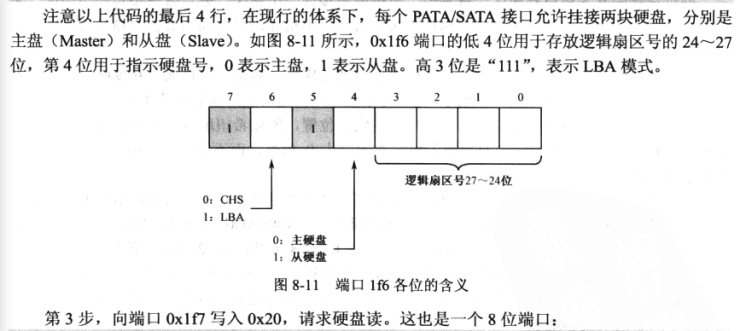 注意以上代码的最后 4 行，在现行的体系下，每个 PATA/SATA 接口允许挂接两块硬盘，分别是
主盘（Master）和从盘（Slave）。如图 8-11 所示，0x1f6 端口的低 4 位用于存放逻辑扇区号的 24～27
位，第 4 位用于指示硬盘号，0 表示主盘，1 表示从盘。高 3 位是“111”，表示 LBA 模式。
7 6 5 4 3 2 1 0
1 1
逻辑扇区号27～24位
0：CHS
1：LBA
0：主硬盘
1：从硬盘
图 8-11 端口 1f6 各位的含义
第 3 步，向端口 0x1f7 写入 0x20，请求硬盘读。这也是一个 8 位端口：